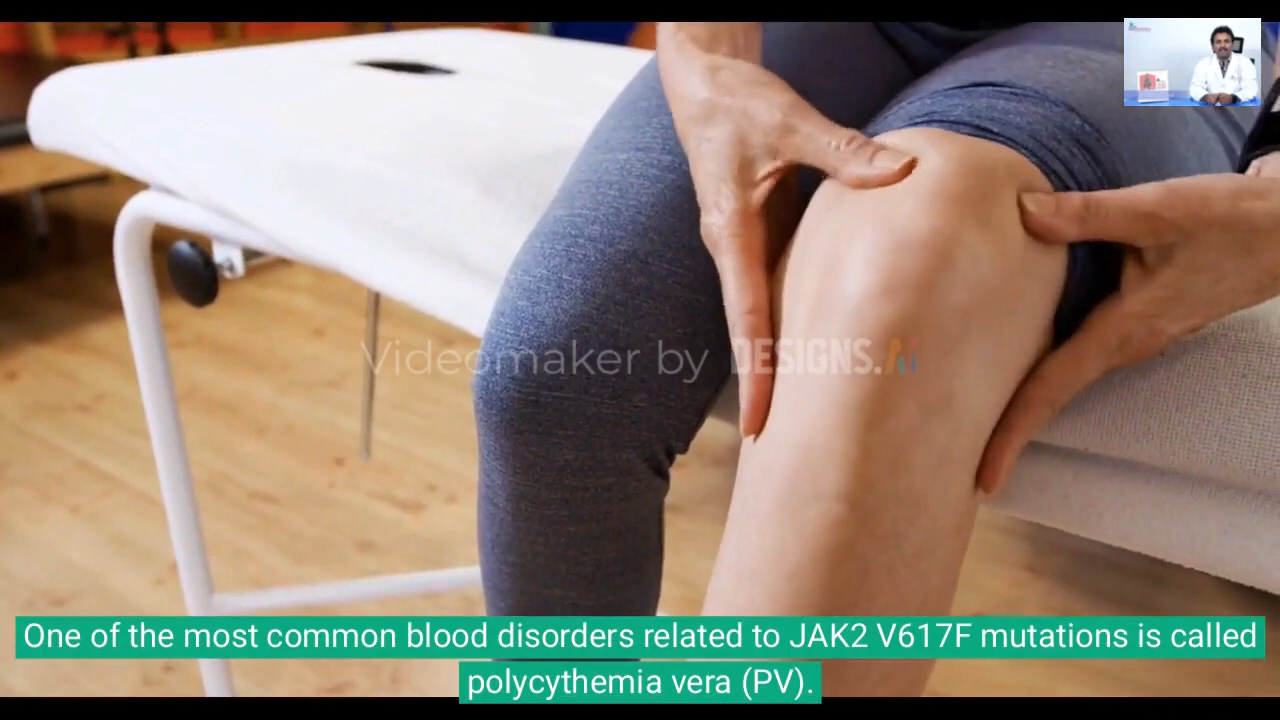 Videomaker by DESIGNS.AI
One of the most common blood disorders related to JAK2 V617F mutations is called
polycythemia vera (PV).